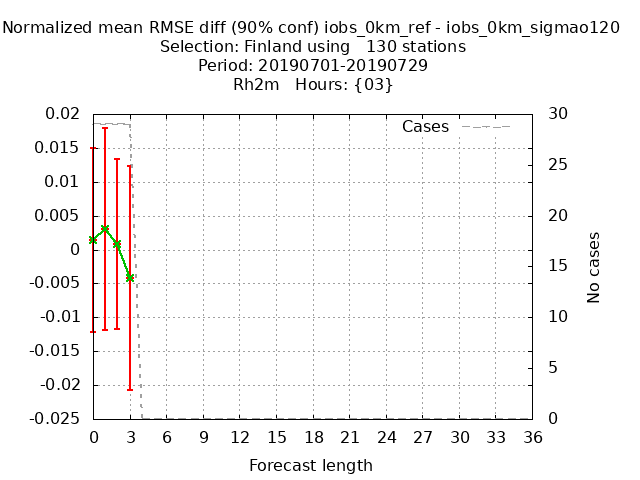 Normalized mean RMSE diff (90% conf) iobs_0km_ref - iobs_0km_sigmao120
Selection: Finland using   130 stations
Period: 20190701-20190729
Rh2m   Hours: {03}
Cases
0.02
0.015
0.01
0.005
0
-0.005
-0.01
-0.015
-0.02
-0.025
30
25
20
15
10
5
0
No cases
0 3 6 9 12 15 18 21 24 27 30 33 36
Forecast length